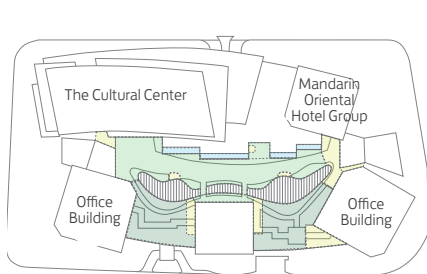 The Cultural Center
Mandarin
Oriental
Hotel Group
Office
Building
Office
Building